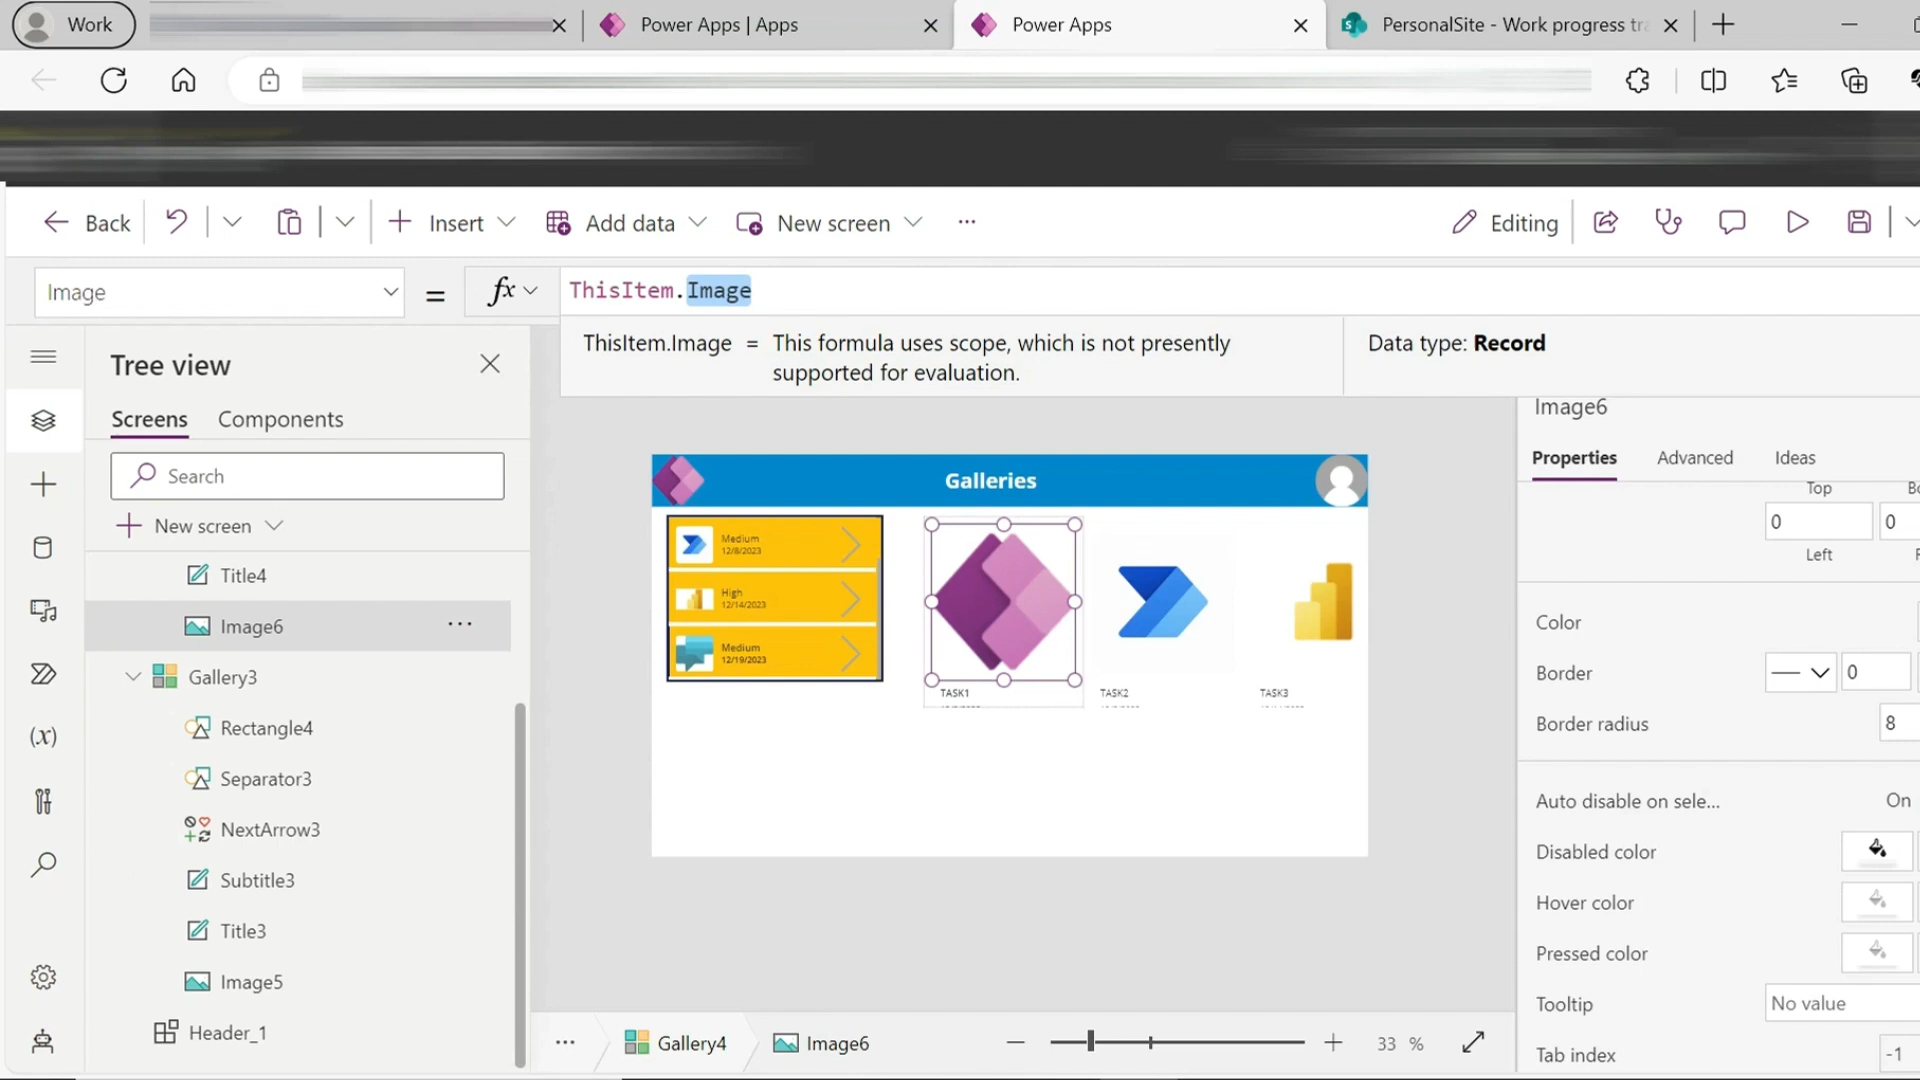 Work
Power Apps | Apps
Power Apps
PersonalSite - Work progress tra
Back
Insert
Add data
New screen
...
Editing
Image
=
fx
ThisItem.Image
ThisItem.Image = This formula uses scope, which is not presently
supported for evaluation.
Data type: Record
Tree view
Screens
Components
Search
New screen
Title4
Image6
...
Gallery3
Rectangle4
Separator3
NextArrow3
Subtitle3
Title3
Image5
Header_1
(x)
Galleries
Medium
12/8/2023
High
12/14/2023
Medium
12/19/2023
TASK1
TASK2
TASK3
...
Gallery4
Image6
33 %
Image6
Properties
Advanced
Ideas
Top
0
0
Left
Color
Border
0
Border radius
8
Auto disable on sele...
On
Disabled color
Hover color
Pressed color
Tooltip
No value
Tab index
-1